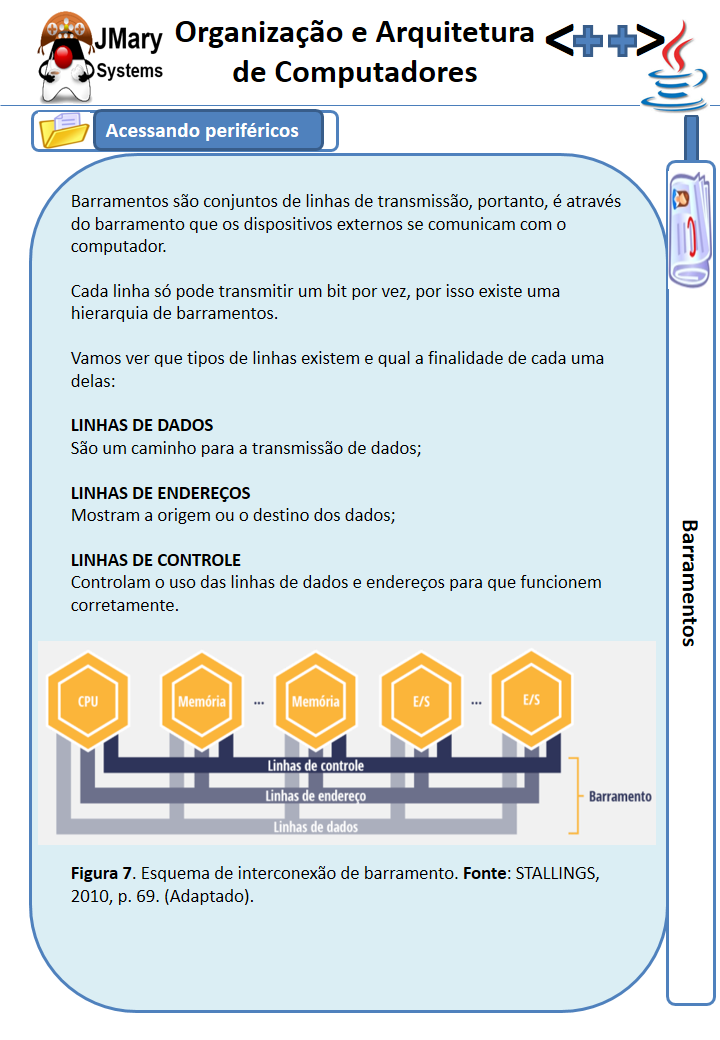 JMary
Systems
Organização e Arquitetura
de Computadores
<++>
Acessando periféricos
Barramentos são conjuntos de linhas de transmissão, portanto, é através
do barramento que os dispositivos externos se comunicam com o
computador.
Cada linha só pode transmitir um bit por vez, por isso existe uma
hierarquia de barramentos.
Vamos ver que tipos de linhas existem e qual a finalidade de cada uma
delas:
LINHAS DE DADOS
São um caminho para a transmissão de dados;
LINHAS DE ENDEREÇOS
Mostram a origem ou o destino dos dados;
LINHAS DE CONTROLE
Controlam o uso das linhas de dados e endereços para que funcionem
corretamente.
CPU Memória ... Memória E/S ... E/S
Linhas de controle
Linhas de endereço
Linhas de dados
Barramento
Figura 7. Esquema de interconexão de barramento. Fonte: STALLINGS,
2010, p. 69. (Adaptado).
Barramentos